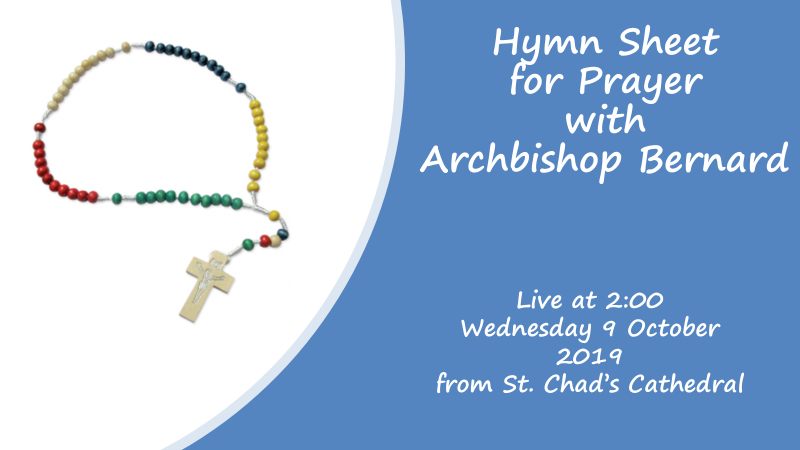 Hymn Sheet
for Prayer
with
Archbishop Bernard
Live at 2:00
Wednesday 9 October
2019
from St. Chad's Cathedral